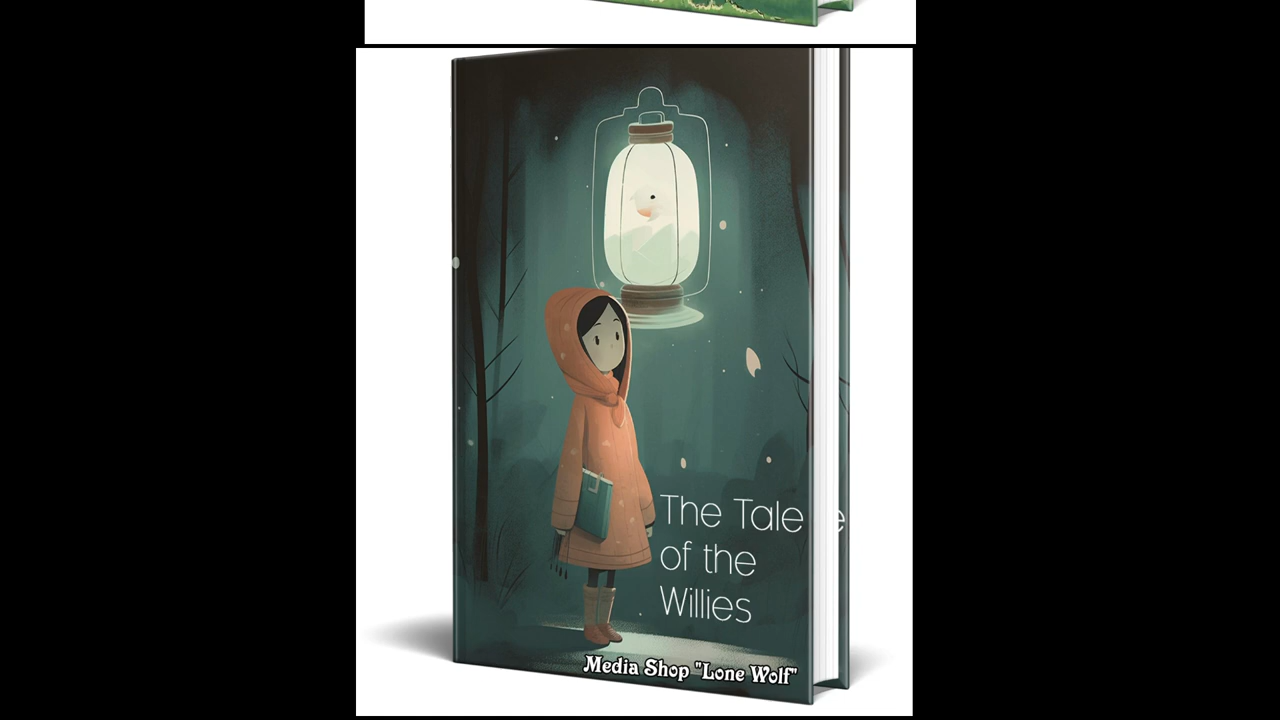 The Tale
of the
Willies
Media Shop "Lone Wolf"